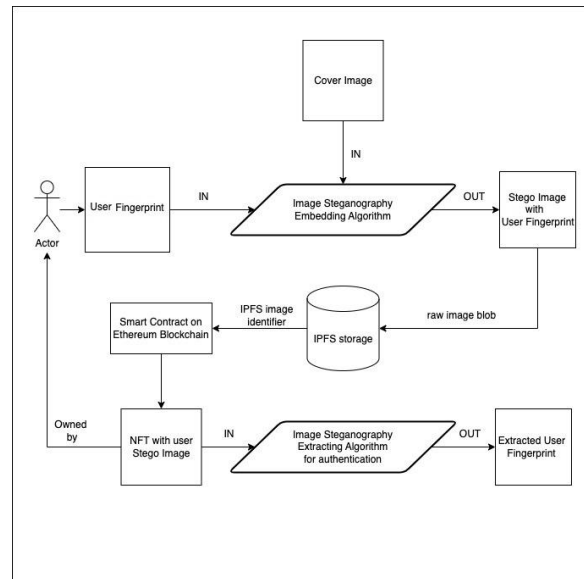 Cover Image
IN
User Fingerprint
IN
Image Steganography
Embedding Algorithm
OUT
Stego Image
with
User Fingerprint
Actor
Smart Contract on
Ethereum Blockchain
IPFS image
identifier
IPFS storage
raw image blob
Owned
by
NFT with user
Stego Image
IN
Image Steganography
Extracting Algorithm
for authentication
OUT
Extracted User
Fingerprint